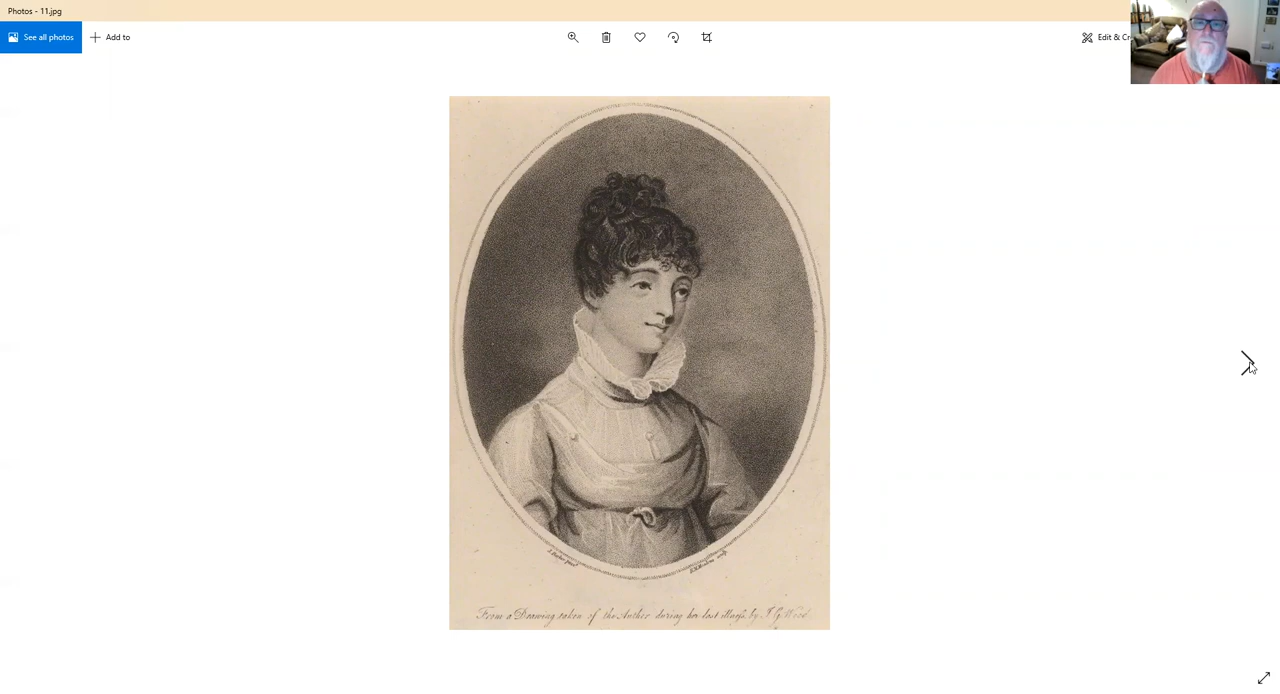 Photos - 11.jpg
See all photos
Add to
Edit & Cr
From a Drawing taken of the Author during her last illness, by J. G. Wood